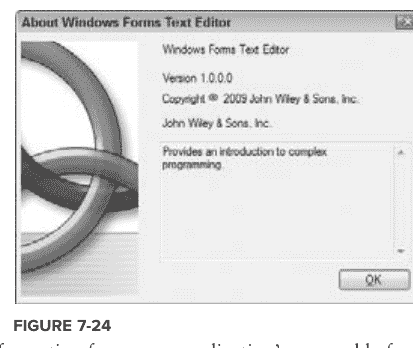 About Windows Forms Text Editor
Windows Forms Text Editor
Version 1.0.0.0
Copyright © 2009 John Wiley & Sons, Inc.
John Wiley & Sons, Inc.
Provides an introduction to complex
programming.
OK
FIGURE 7-24